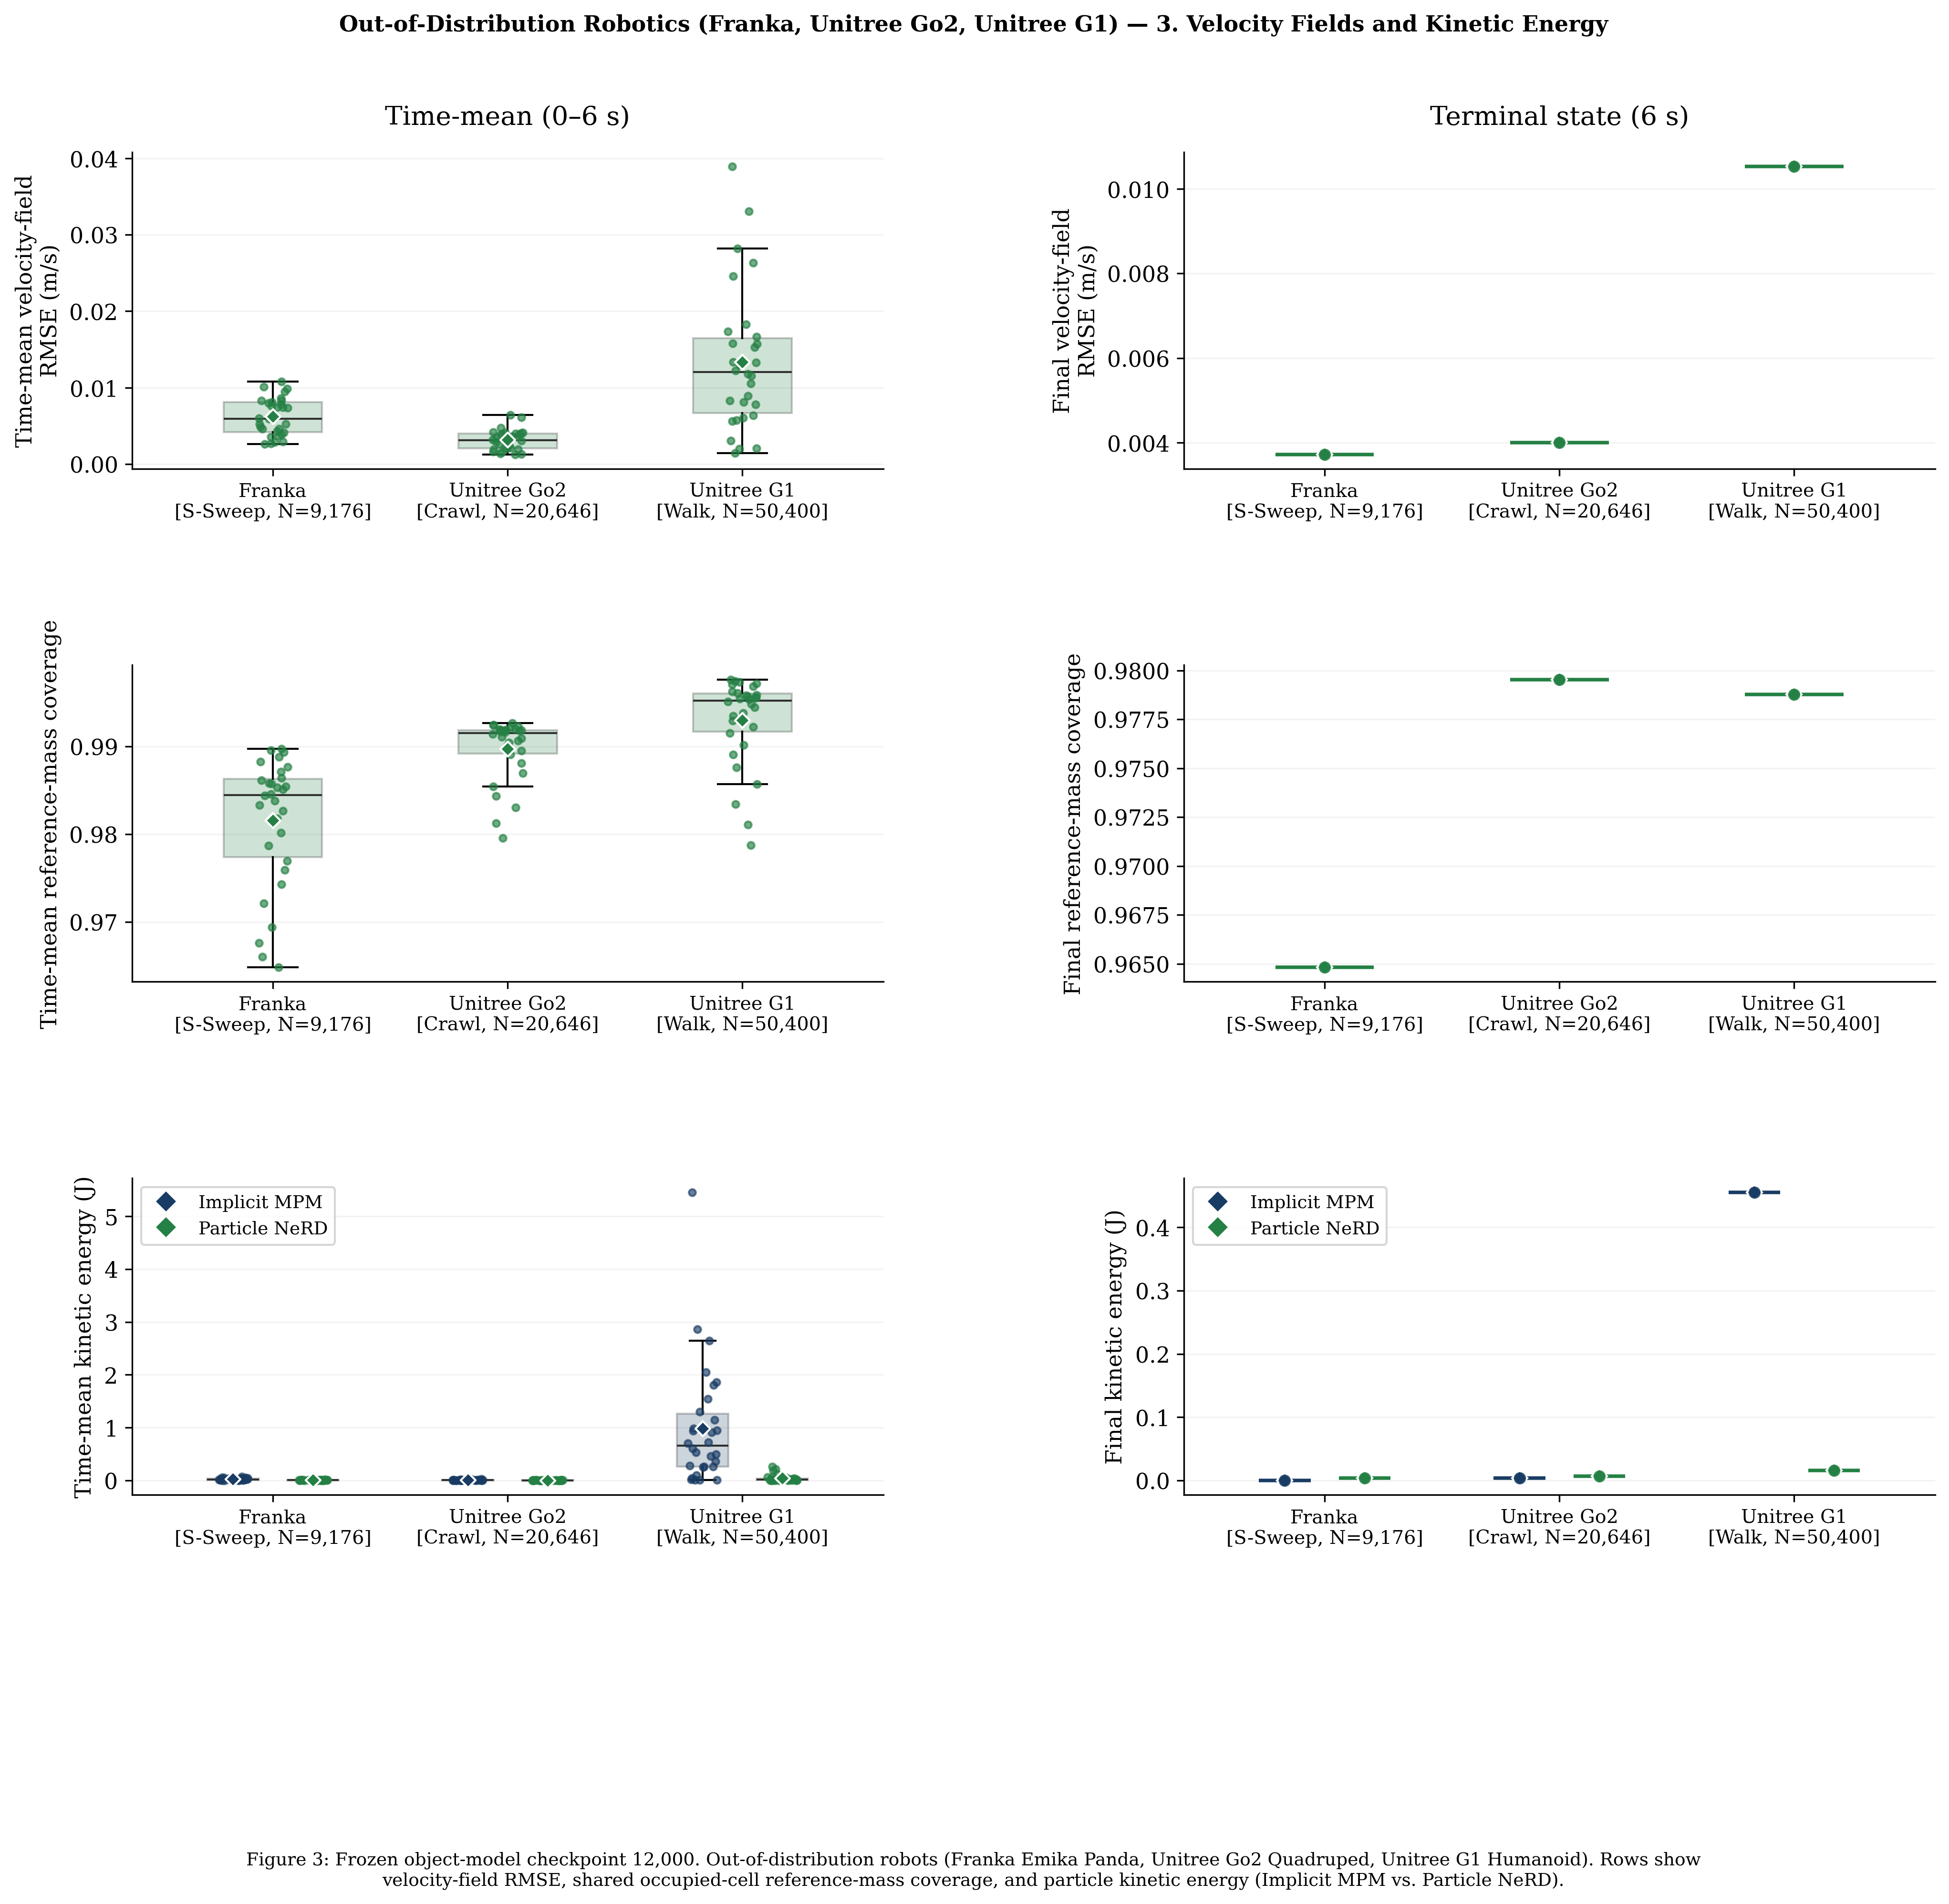 Out-of-Distribution Robotics (Franka, Unitree Go2, Unitree G1) — 3. Velocity Fields and Kinetic Energy
Time-mean (0–6 s)
Time-mean velocity-field
RMSE (m/s)
0.04
0.03
0.02
0.01
0.00
Franka
[S-Sweep, N=9,176]
Unitree Go2
[Crawl, N=20,646]
Unitree G1
[Walk, N=50,400]
Terminal state (6 s)
Final velocity-field
RMSE (m/s)
0.010
0.008
0.006
0.004
Franka
[S-Sweep, N=9,176]
Unitree Go2
[Crawl, N=20,646]
Unitree G1
[Walk, N=50,400]
Time-mean reference-mass coverage
0.99
0.98
0.97
Franka
[S-Sweep, N=9,176]
Unitree Go2
[Crawl, N=20,646]
Unitree G1
[Walk, N=50,400]
Final reference-mass coverage
0.9800
0.9775
0.9750
0.9725
0.9700
0.9675
0.9650
Franka
[S-Sweep, N=9,176]
Unitree Go2
[Crawl, N=20,646]
Unitree G1
[Walk, N=50,400]
Time-mean kinetic energy (J)
5
4
3
2
1
0
Implicit MPM
Particle NeRD
Franka
[S-Sweep, N=9,176]
Unitree Go2
[Crawl, N=20,646]
Unitree G1
[Walk, N=50,400]
Final kinetic energy (J)
0.4
0.3
0.2
0.1
0.0
Implicit MPM
Particle NeRD
Franka
[S-Sweep, N=9,176]
Unitree Go2
[Crawl, N=20,646]
Unitree G1
[Walk, N=50,400]
Figure 3: Frozen object-model checkpoint 12,000. Out-of-distribution robots (Franka Emika Panda, Unitree Go2 Quadruped, Unitree G1 Humanoid). Rows show
velocity-field RMSE, shared occupied-cell reference-mass coverage, and particle kinetic energy (Implicit MPM vs. Particle NeRD).